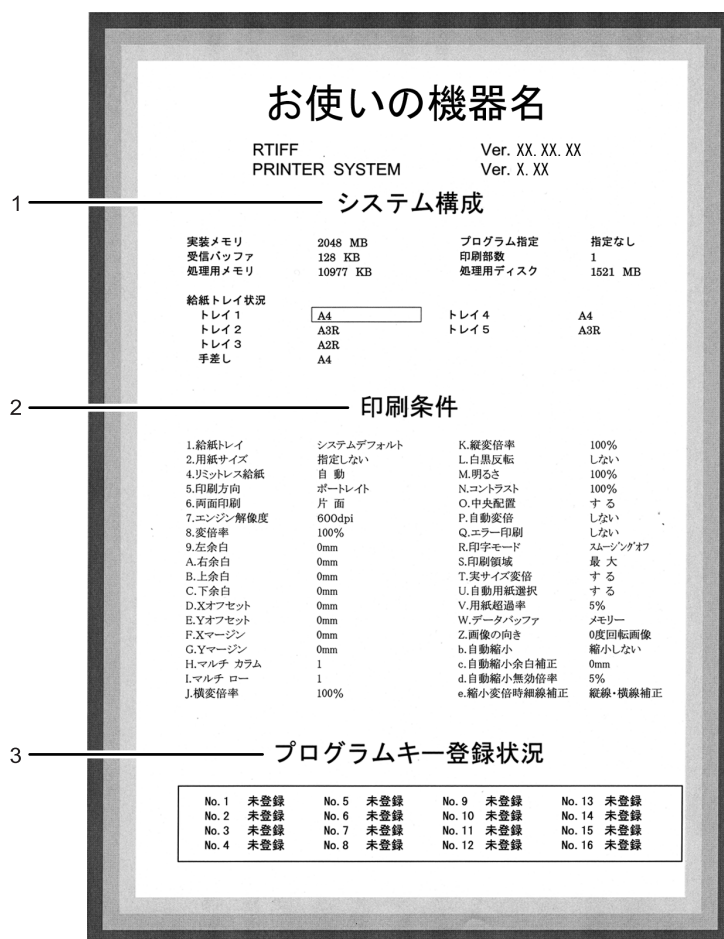 お使いの機器名
RTIFF Ver. XX. XX. XX
PRINTER SYSTEM Ver. X. XX
1 システム構成
実装メモリ 2048 MB プログラム指定 指定なし
受信バッファ 128 KB 印刷部数 1
処理用メモリ 10977 KB 処理用ディスク 1521 MB
給紙トレイ状況
トレイ1 A4 トレイ4 A4
トレイ2 A3R トレイ5 A3R
トレイ3 A2R
手差し A4
2 印刷条件
1.給紙トレイ システムデフォルト K.縦変倍率 100%
2.用紙サイズ 指定しない L.白黒反転 しない
4.リミットレス給紙 自 動 M.明るさ 100%
5.印刷方向 ポートレイト N.コントラスト 100%
6.両面印刷 片 面 O.中央配置 す る
7.エンジン解像度 600dpi P.自動変倍 しない
8.変倍率 100% Q.エラー印刷 しない
9.左余白 0mm R.印字モード スムージングオフ
A.右余白 0mm S.印刷領域 最 大
B.上余白 0mm T.実サイズ変倍 す る
C.下余白 0mm U.自動用紙選択 す る
D.Xオフセット 0mm V.用紙超過率 5%
E.Yオフセット 0mm W.データバッファ メモリー
F.Xマージン 0mm Z.画像の向き 0度回転画像
G.Yマージン 0mm b.自動縮小 縮小しない
H.マルチ カラム 1 c.自動縮小余白補正 0mm
I.マルチ ロー 1 d.自動縮小無効倍率 5%
J.横変倍率 100% e.縮小変倍時細線補正 縦線・横線補正
3 プログラムキー登録状況
No. 1 未登録 No. 5 未登録 No. 9 未登録 No. 13 未登録
No. 2 未登録 No. 6 未登録 No. 10 未登録 No. 14 未登録
No. 3 未登録 No. 7 未登録 No. 11 未登録 No. 15 未登録
No. 4 未登録 No. 8 未登録 No. 12 未登録 No. 16 未登録